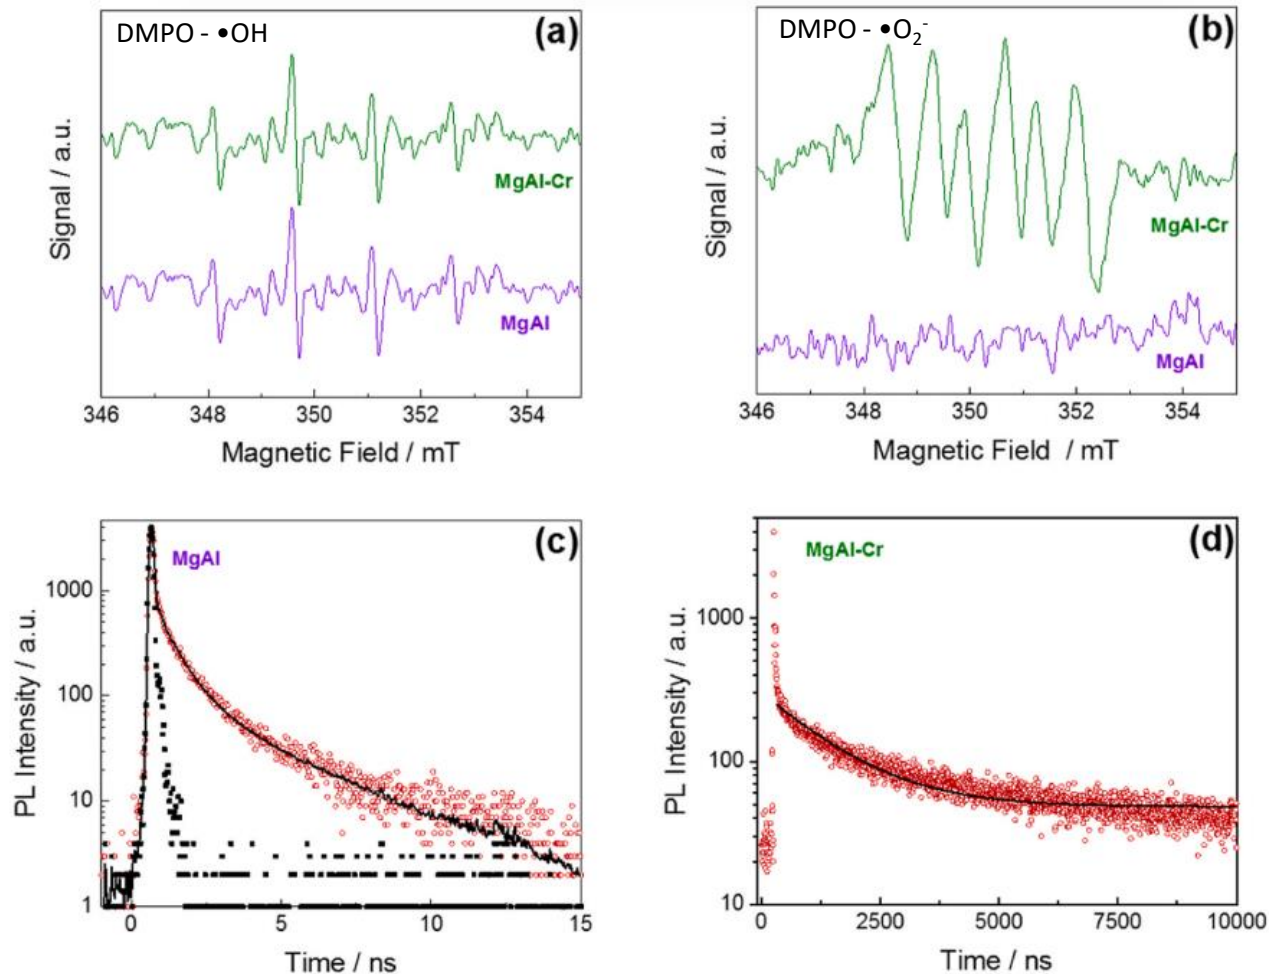 DMPO - •OH
(a)
MgAl-Cr
MgAl
Signal / a.u.
346 348 350 352 354
Magnetic Field / mT
DMPO - •O₂⁻
(b)
MgAl-Cr
MgAl
Signal / a.u.
346 348 350 352 354
Magnetic Field / mT
(c)
MgAl
PL Intensity / a.u.
1000
100
10
1
0 5 10 15
Time / ns
(d)
MgAl-Cr
PL Intensity / a.u.
1000
100
10
0 2500 5000 7500 10000
Time / ns